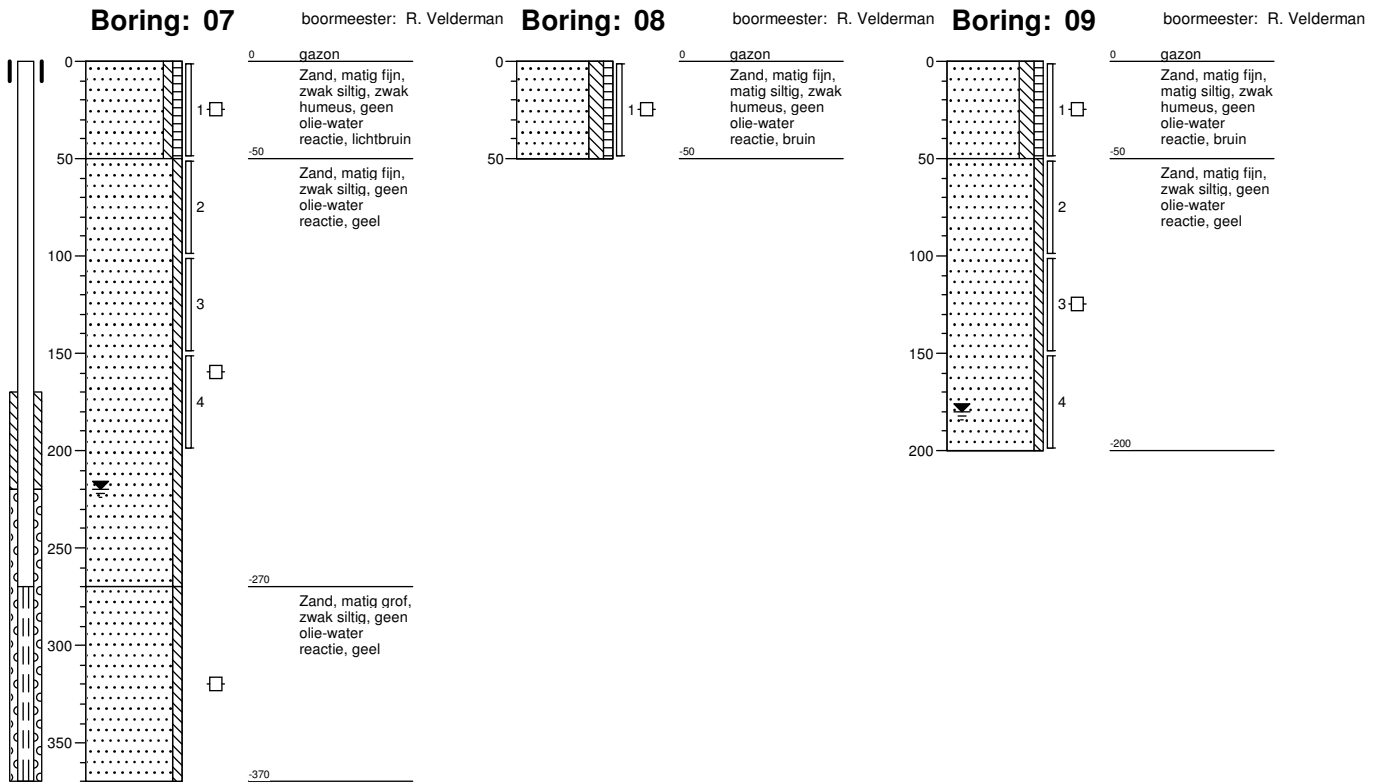 Boring: 07
boormeester: R. Velderman
0
50
100
150
200
250
300
350
1
2
3
4
0
gazon
Zand, matig fijn,
zwak siltig, zwak
humeus, geen
olie-water
reactie, lichtbruin
-50
Zand, matig fijn,
zwak siltig, geen
olie-water
reactie, geel
-270
Zand, matig grof,
zwak siltig, geen
olie-water
reactie, geel
-370
Boring: 08
boormeester: R. Velderman
0
50
1
0
gazon
Zand, matig fijn,
matig siltig, zwak
humeus, geen
olie-water
reactie, bruin
-50
Boring: 09
boormeester: R. Velderman
0
50
100
150
200
1
2
3
4
0
gazon
Zand, matig fijn,
matig siltig, zwak
humeus, geen
olie-water
reactie, bruin
-50
Zand, matig fijn,
zwak siltig, geen
olie-water
reactie, geel
-200